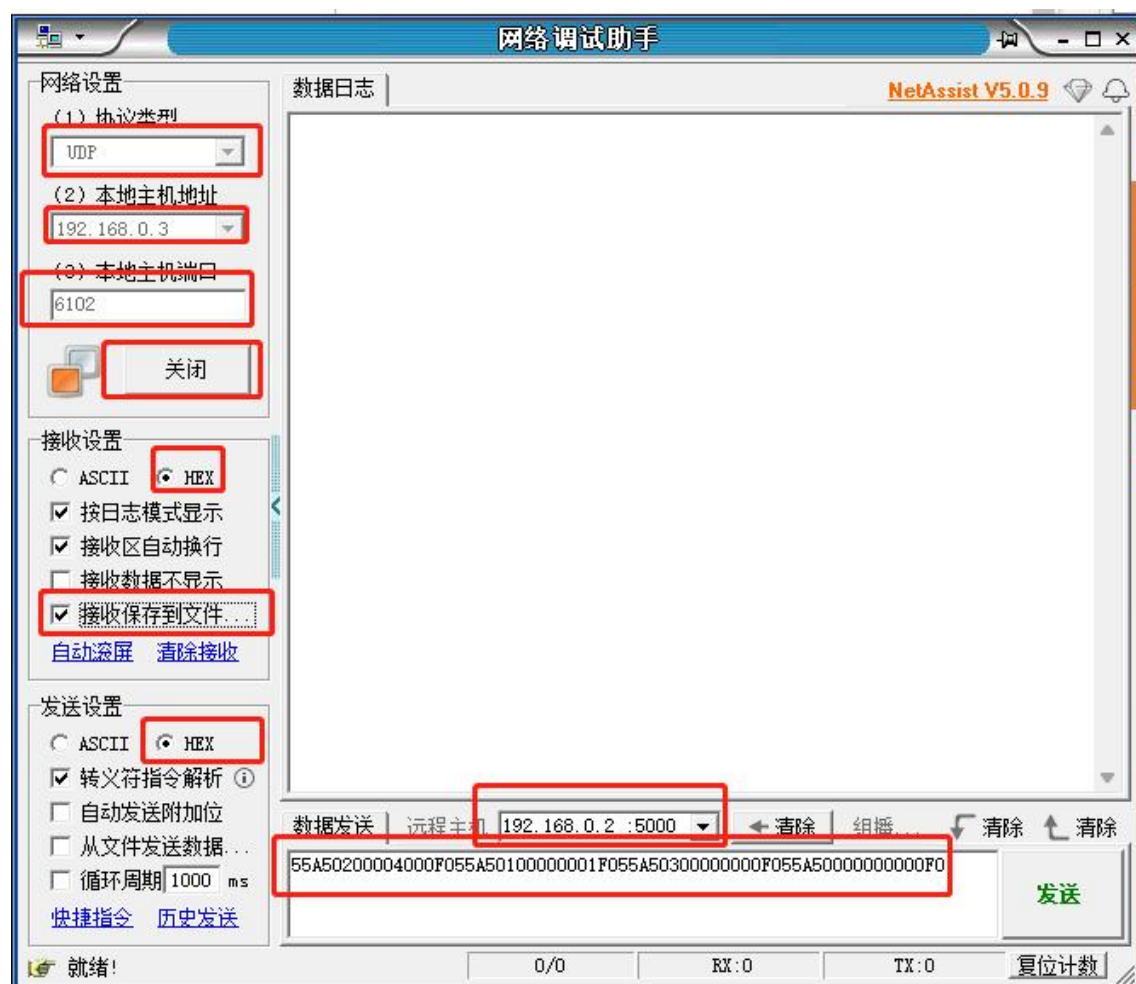 网络调试助手
网络设置
(1) 协议类型
UDP
(2) 本地主机地址
192.168.0.3
(3) 本地主机端口
6102
关闭
接收设置
ASCII HEX
按日志模式显示
接收区自动换行
接收数据不显示
接收保存到文件...
自动滚屏 清除接收
发送设置
ASCII HEX
转义符指令解析
自动发送附加位
从文件发送数据...
循环周期 1000 ms
快捷指令 历史发送
数据日志
NetAssist V5.0.9
数据发送 远程主机 192.168.0.2 :5000 清除 组播... 清除 清除
55A50200004000F055A50100000001F055A50300000000F055A50000000000F0
发送
就绪! 0/0 RX:0 TX:0 复位计数